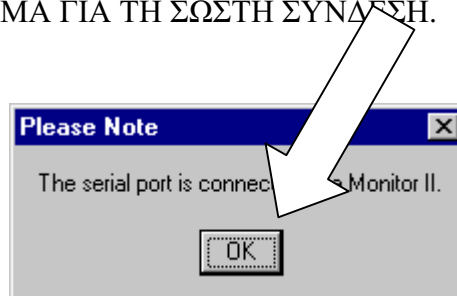 ΜΑ ΓΙΑ ΤΗ ΣΩΣΤΗ ΣΥΝΔΕΣΗ.
Please Note
The serial port is connec Monitor II.
OK